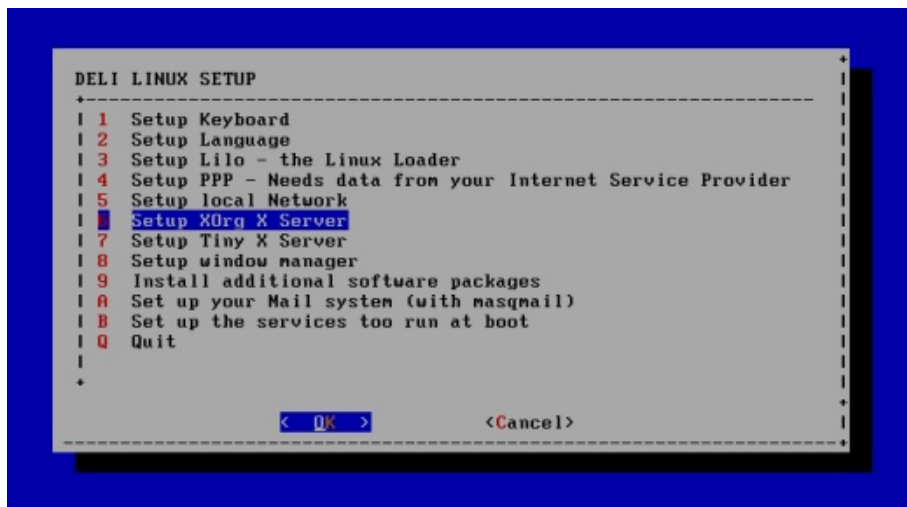 DELI LINUX SETUP
1 Setup Keyboard
2 Setup Language
3 Setup Lilo - the Linux Loader
4 Setup PPP - Needs data from your Internet Service Provider
5 Setup local Network
6 Setup XOrg X Server
7 Setup Tiny X Server
8 Setup window manager
9 Install additional software packages
A Set up your Mail system (with masqmail)
B Set up the services too run at boot
Q Quit
< OK > <Cancel>